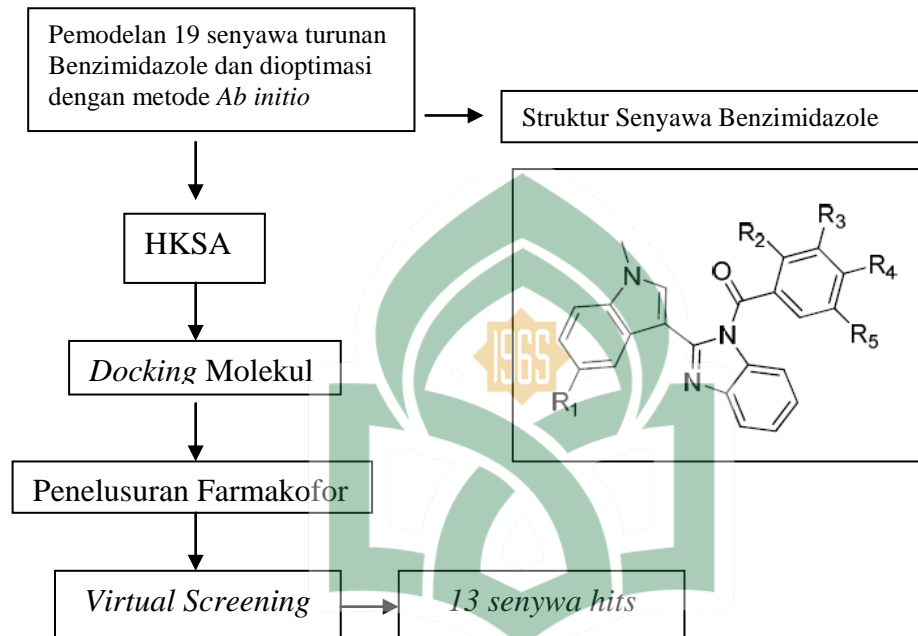 Pemodelan 19 senyawa turunan
Benzimidazole dan dioptimasi
dengan metode Ab initio
Struktur Senyawa Benzimidazole
HKSA
Docking Molekul
Penelusuran Farmakofor
Virtual Screening
13 senywa hits
N
O
R2
R3
R4
R5
N
N
R1
1965